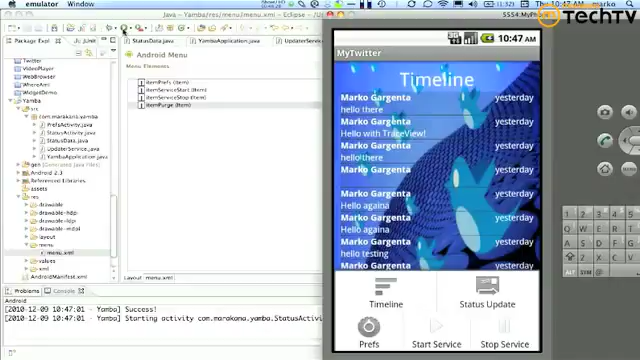 emulator
Window Help
Thu Dec 9 10:47 AM marko
TechTV
Java - Yamba/res/menu/menu.xml - Eclipse
5554:My
Package Expl
JUnit
StatusData.java
YambaApplication.java
UpdaterService
10:47 AM
MyTwitter
Android Menu
Menu Elements
itemPrefs (Item)
itemServiceStart (Item)
itemServiceStop (Item)
itemPurge (Item)
Twitter
VideoPlayer
WebBrowser
WhereAmI
WidgetDemo
Yamba
src
com.marakana.yamba
PrefsActivity.java
StatusActivity.java
StatusData.java
UpdaterService.java
YambaApplication.java
gen
Android 2.3
Referenced Libraries
assets
res
drawable
drawable-hdpi
drawable-ldpi
drawable-mdpi
layout
menu
menu.xml
values
xml
AndroidManifest.xml
Layout menu.xml
Timeline
Marko Gargenta yesterday
hello there
Marko Gargenta yesterday
Hello with TraceView!
Marko Gargenta yesterday
hello there
Marko Gargenta yesterday
Marko Gargenta yesterday
Hello againa
Marko Gargenta yesterday
Hello againa
Marko Gargenta yesterday
hello testing
Marko Gargenta yesterday
Timeline
Status Update
Prefs
Start Service
Stop Service
Problems
Console
Android
[2010-12-09 10:47:01 - Yamba] Success!
[2010-12-09 10:47:01 - Yamba] Starting activity com.marakana.yamba.StatusActivi